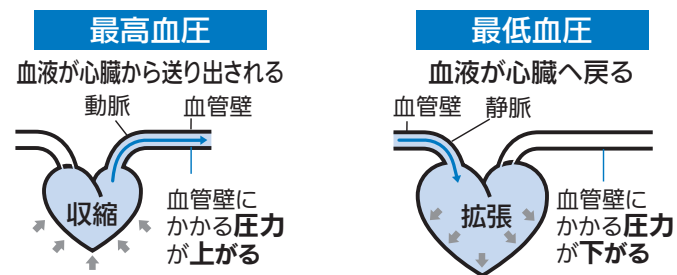 最高血圧
血液が心臓から送り出される
動脈
血管壁
収縮
血管壁に
かかる圧力
が上がる
最低血圧
血液が心臓へ戻る
血管壁
静脈
拡張
血管壁に
かかる圧力
が下がる